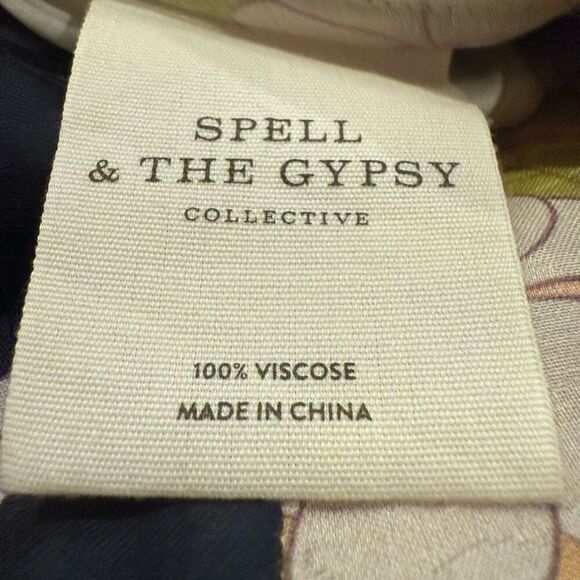 SPELL
& THE GYPSY
COLLECTIVE
100% VISCOSE
MADE IN CHINA